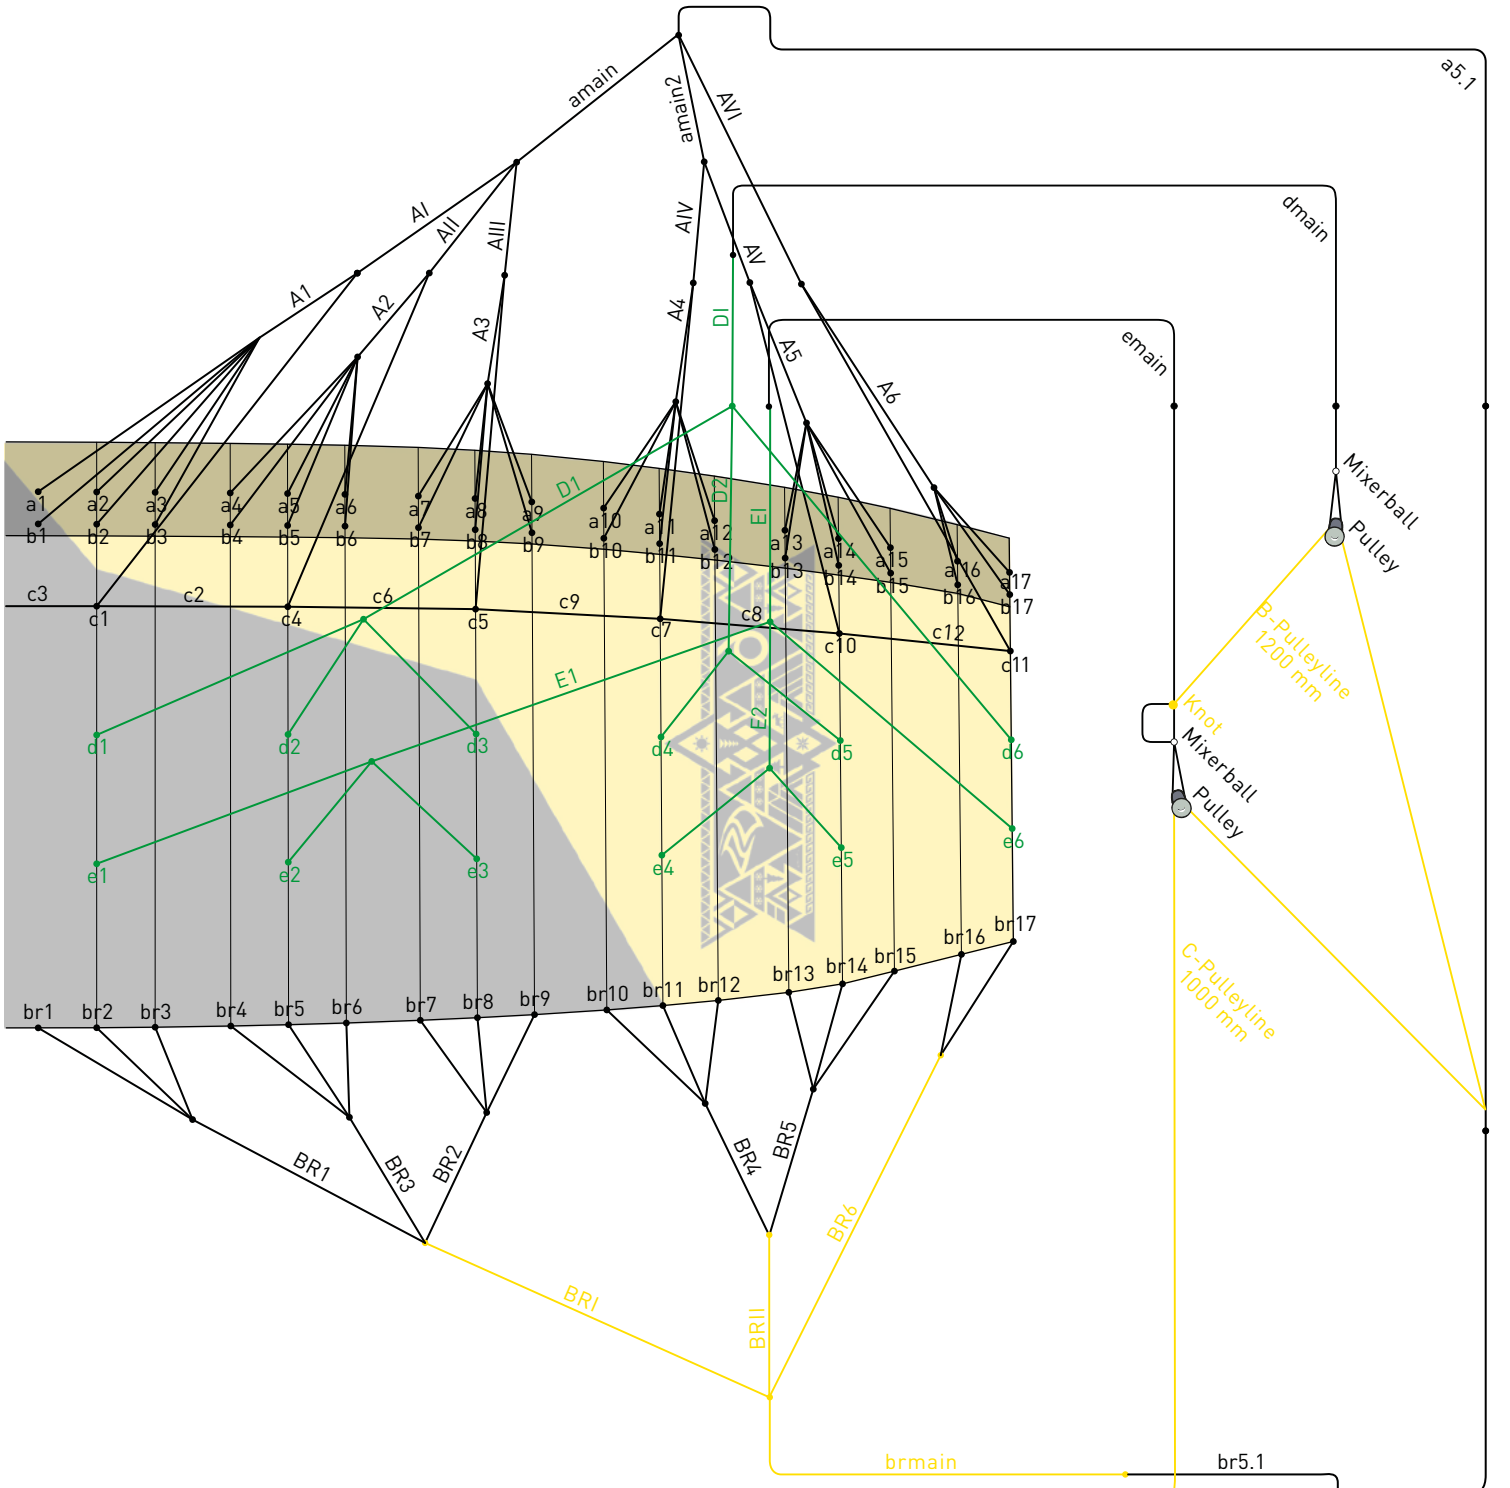 amain
amain2
AVI
a5.1
AI
AII
AIII
AIV
AV
dmain
A1
A2
A3
A4
A5
A6
DI
emain
Mixerball
Pulley
D1
D2
EI
a1
a2
a3
a4
a5
a6
a7
a8
a9
a10
a11
a12
a13
a14
a15
a16
a17
b1
b2
b3
b4
b5
b6
b7
b8
b9
b10
b11
b12
b13
b14
b15
b16
b17
c3
c2
c6
c9
c8
c12
c1
c4
c5
c7
c10
c11
B-Pulleyline
1200 mm
E1
E2
Knot
Mixerball
Pulley
d1
d2
d3
d4
d5
d6
e1
e2
e3
e4
e5
e6
C-Pulleyline
1000 mm
br1
br2
br3
br4
br5
br6
br7
br8
br9
br10
br11
br12
br13
br14
br15
br16
br17
BR1
BR3
BR2
BR4
BR5
BR6
BRI
BRII
brmain
br5.1